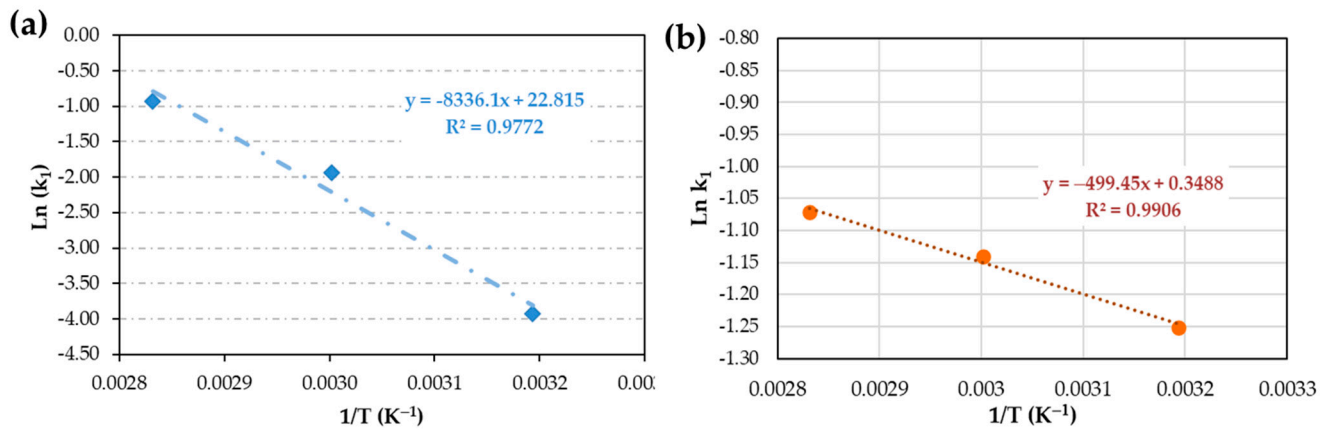 (a)
0.00
-0.50
-1.00
-1.50
-2.00
-2.50
-3.00
-3.50
-4.00
-4.50
Ln (k₁)
y = -8336.1x + 22.815
R² = 0.9772
0.0028 0.0029 0.0030 0.0031 0.0032 0.003
1/T (K⁻¹)
(b)
-0.80
-0.85
-0.90
-0.95
-1.00
-1.05
-1.10
-1.15
-1.20
-1.25
-1.30
Ln k₁
y = −499.45x + 0.3488
R² = 0.9906
0.0028 0.0029 0.003 0.0031 0.0032 0.0033
1/T (K⁻¹)